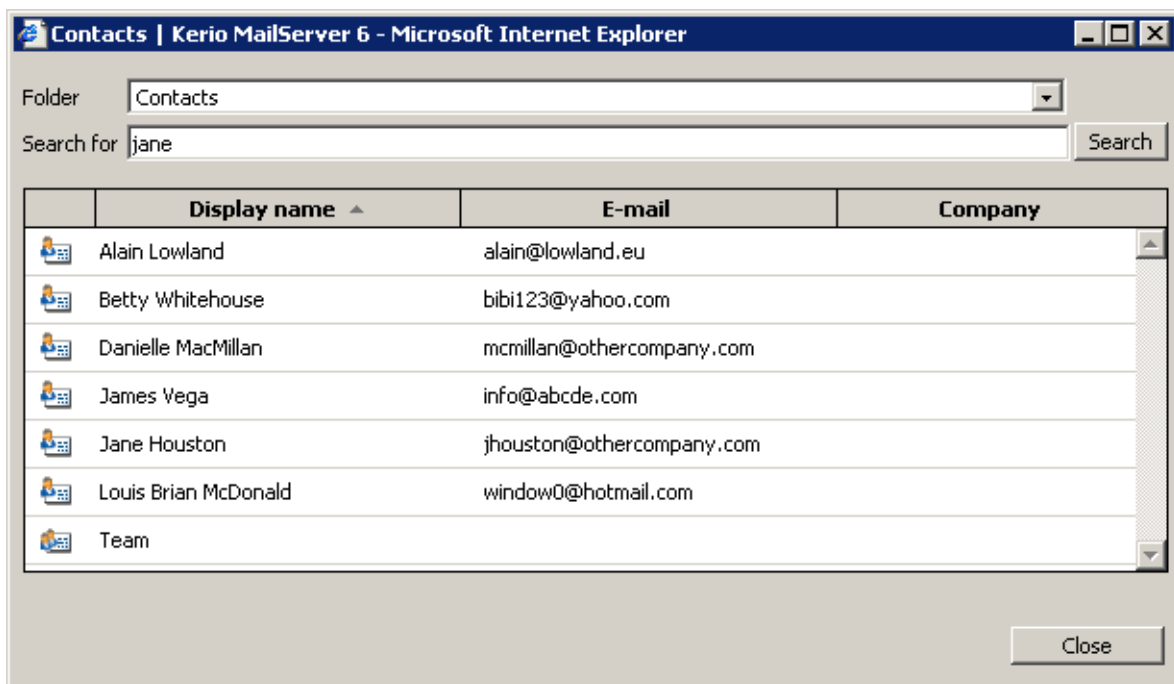 Contacts | Kerio MailServer 6 - Microsoft Internet Explorer
Folder Contacts
Search for jane Search
Display name E-mail Company
Alain Lowland alain@lowland.eu
Betty Whitehouse bibi123@yahoo.com
Danielle MacMillan mcmillan@othercompany.com
James Vega info@abcde.com
Jane Houston jhouston@othercompany.com
Louis Brian McDonald window0@hotmail.com
Team
Close